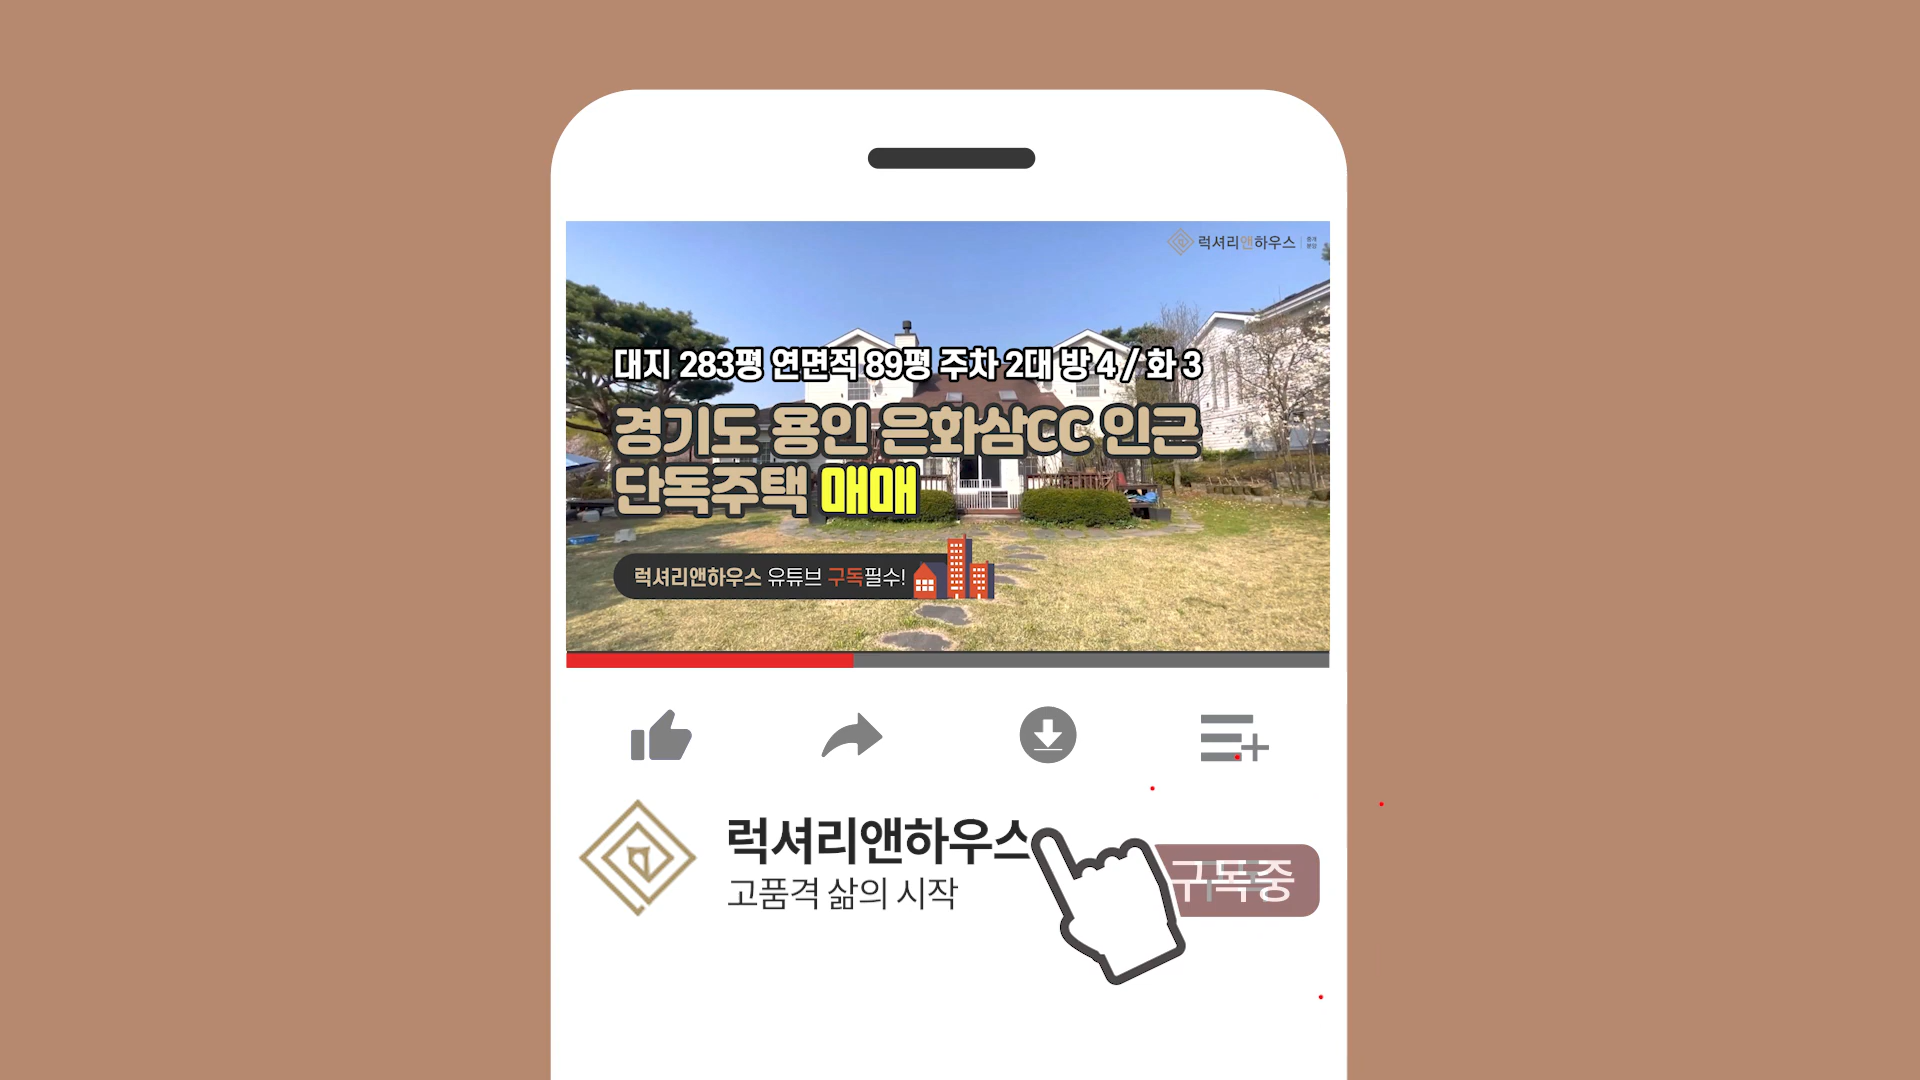 럭셔리앤하우스
대지 283평 연면적 89평 주차 2대 방 4 / 화 3
경기도 용인 은화삼CC 인근
단독주택 매매
럭셔리앤하우스 유튜브 구독필수!
럭셔리앤하우스
고품격 삶의 시작
구독중